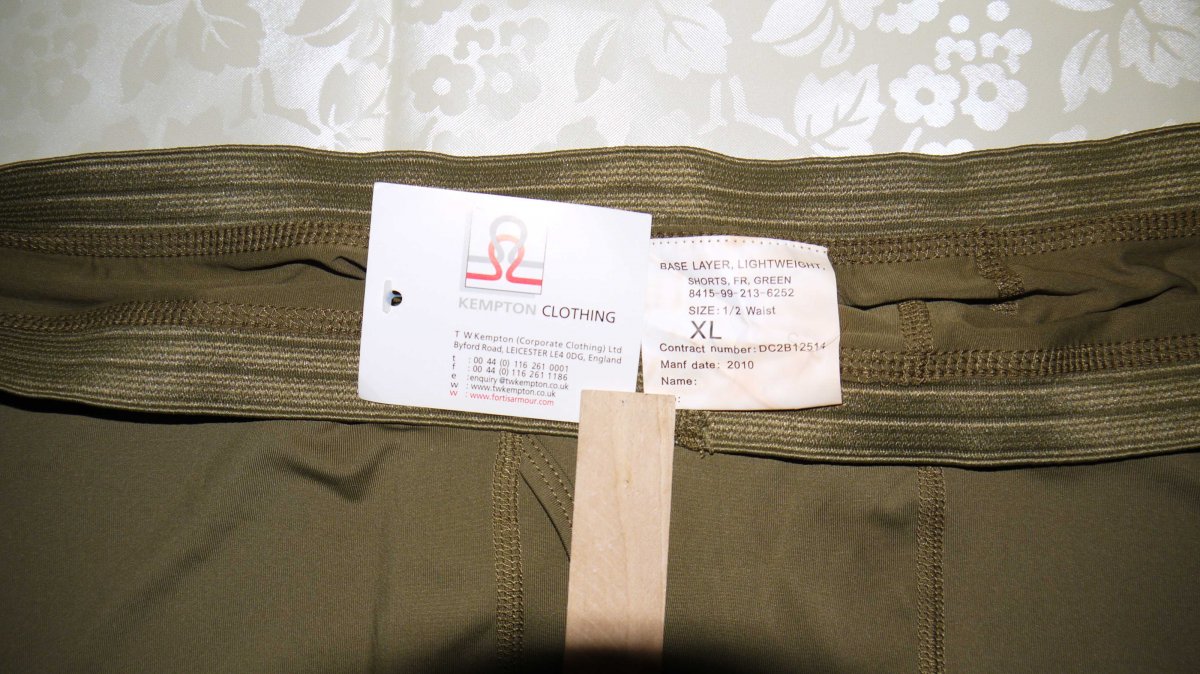 KEMPTON CLOTHING
T W Kempton (Corporate Clothing) Ltd
Byford Road, LEICESTER LE4 0DG, England
t : 00 44 (0) 116 261 0001
f : 00 44 (0) 116 261 1186
e : enquiry@twkempton.co.uk
w : www.twkempton.co.uk
w : www.fortisarmour.com
BASE LAYER, LIGHTWEIGHT,
SHORTS, FR, GREEN
8415-99-213-6252
SIZE: 1/2 Waist
XL
Contract number: DC2B12514
Manf date: 2010
Name: